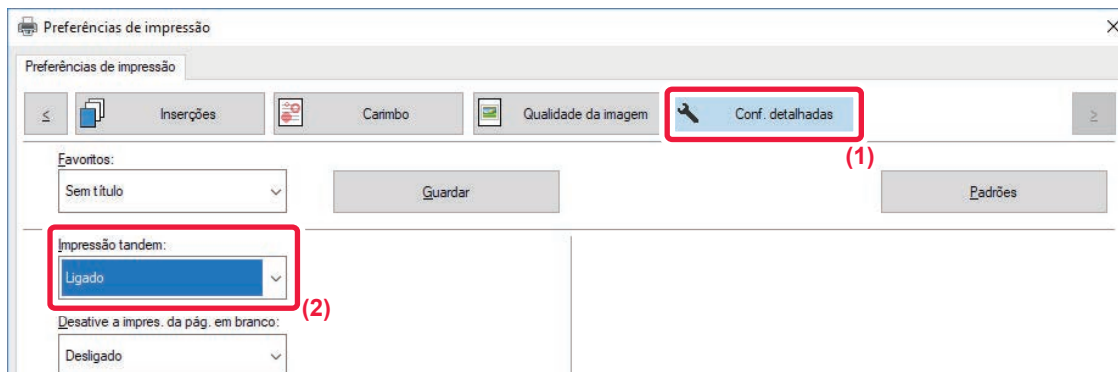 Preferências de impressão
Preferências de impressão
< Inserções Carimbo Qualidade da imagem Conf. detalhadas >
(1)
Favoritos:
Sem título Guardar Padrões
Impressão tandem:
Ligado
(2)
Desative a impres. da pág. em branco:
Desligado